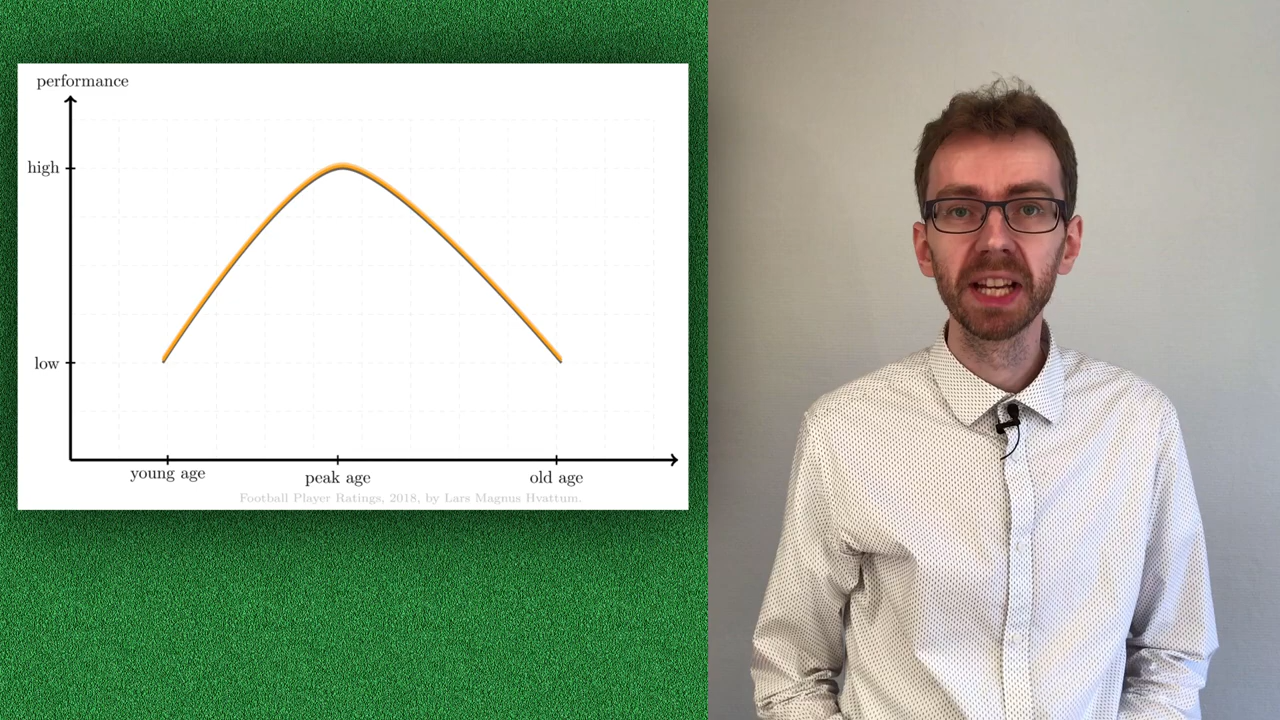 performance
high
low
young age
peak age
old age
Football Player Ratings, 2018, by Lars Magnus Hvattum.